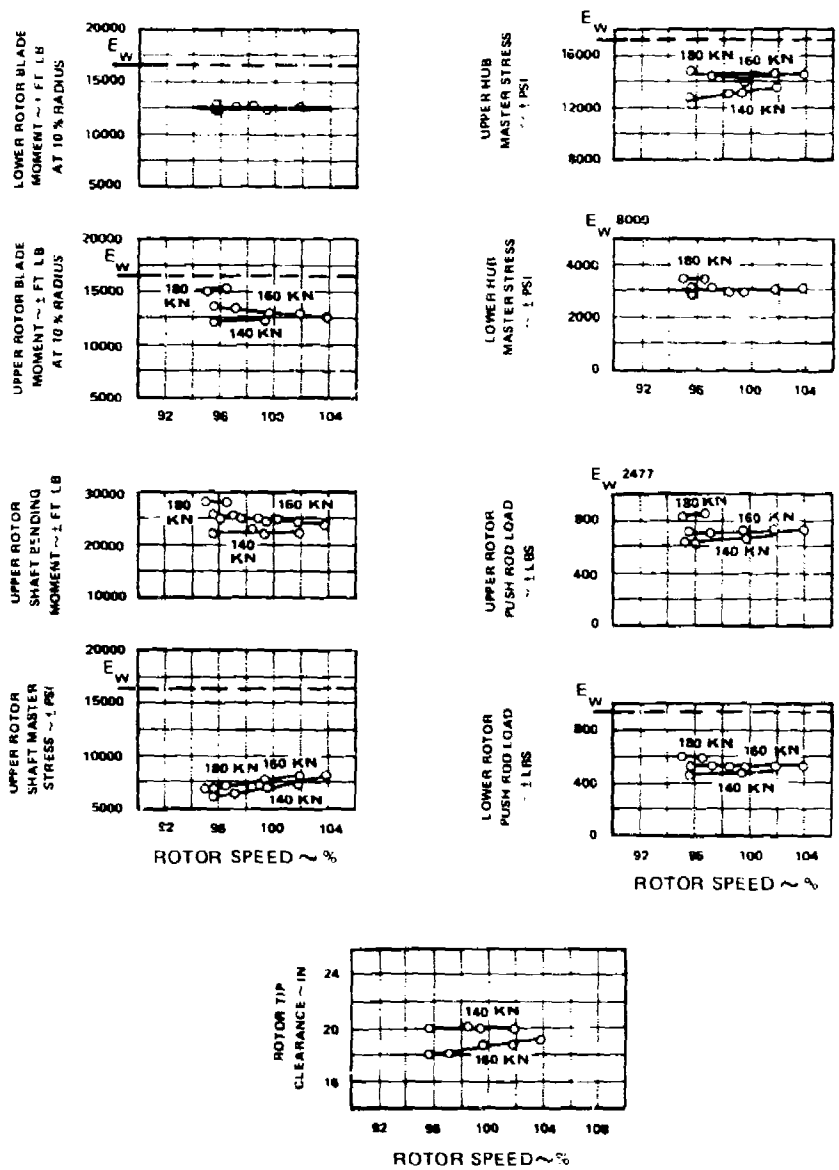 LOWER ROTOR BLADE
MOMENT ~ ± FT LB
AT 10% RADIUS
20000
E W
15000
10000
5000
UPPER HUB
MASTER STRESS
~ ± PSI
E W
16000
12000
8000
180 KN
160 KN
140 KN
UPPER ROTOR BLADE
MOMENT ~ ± FT LB
AT 10% RADIUS
20000
E W
15000
10000
5000
180
KN
160 KN
140 KN
92 96 100 104
LOWER HUB
MASTER STRESS
~ ± PSI
E W 8000
4000
2000
0
180 KN
92 96 100 104
UPPER ROTOR
SHAFT BENDING
MOMENT ~ ± FT LB
30000
20000
10000
180
KN
160 KN
140
KN
UPPER ROTOR
PUSH ROD LOAD
~ ± LBS
E W 2477
800
400
0
180 KN
160 KN
140 KN
UPPER ROTOR
SHAFT MASTER
STRESS ~ ± PSI
20000
E W
15000
10000
5000
180 KN
160 KN
140 KN
92 96 100 104
ROTOR SPEED ~ %
LOWER ROTOR
PUSH ROD LOAD
~ ± LBS
E W
800
400
0
180 KN
160 KN
140 KN
92 96 100 104
ROTOR SPEED ~ %
ROTOR TIP
CLEARANCE ~ IN
24
20
16
140 KN
160 KN
92 96 100 104 108
ROTOR SPEED ~ %